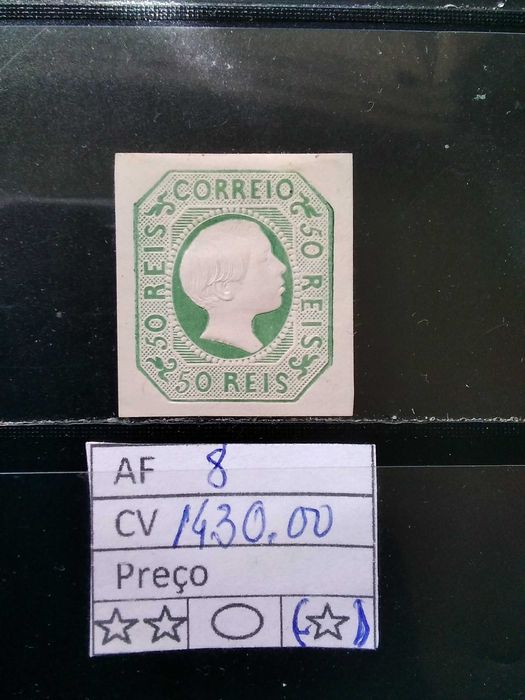 CORREIO
50 REIS
50 REIS
50 REIS
AF 8
CV 1430.00
Preço